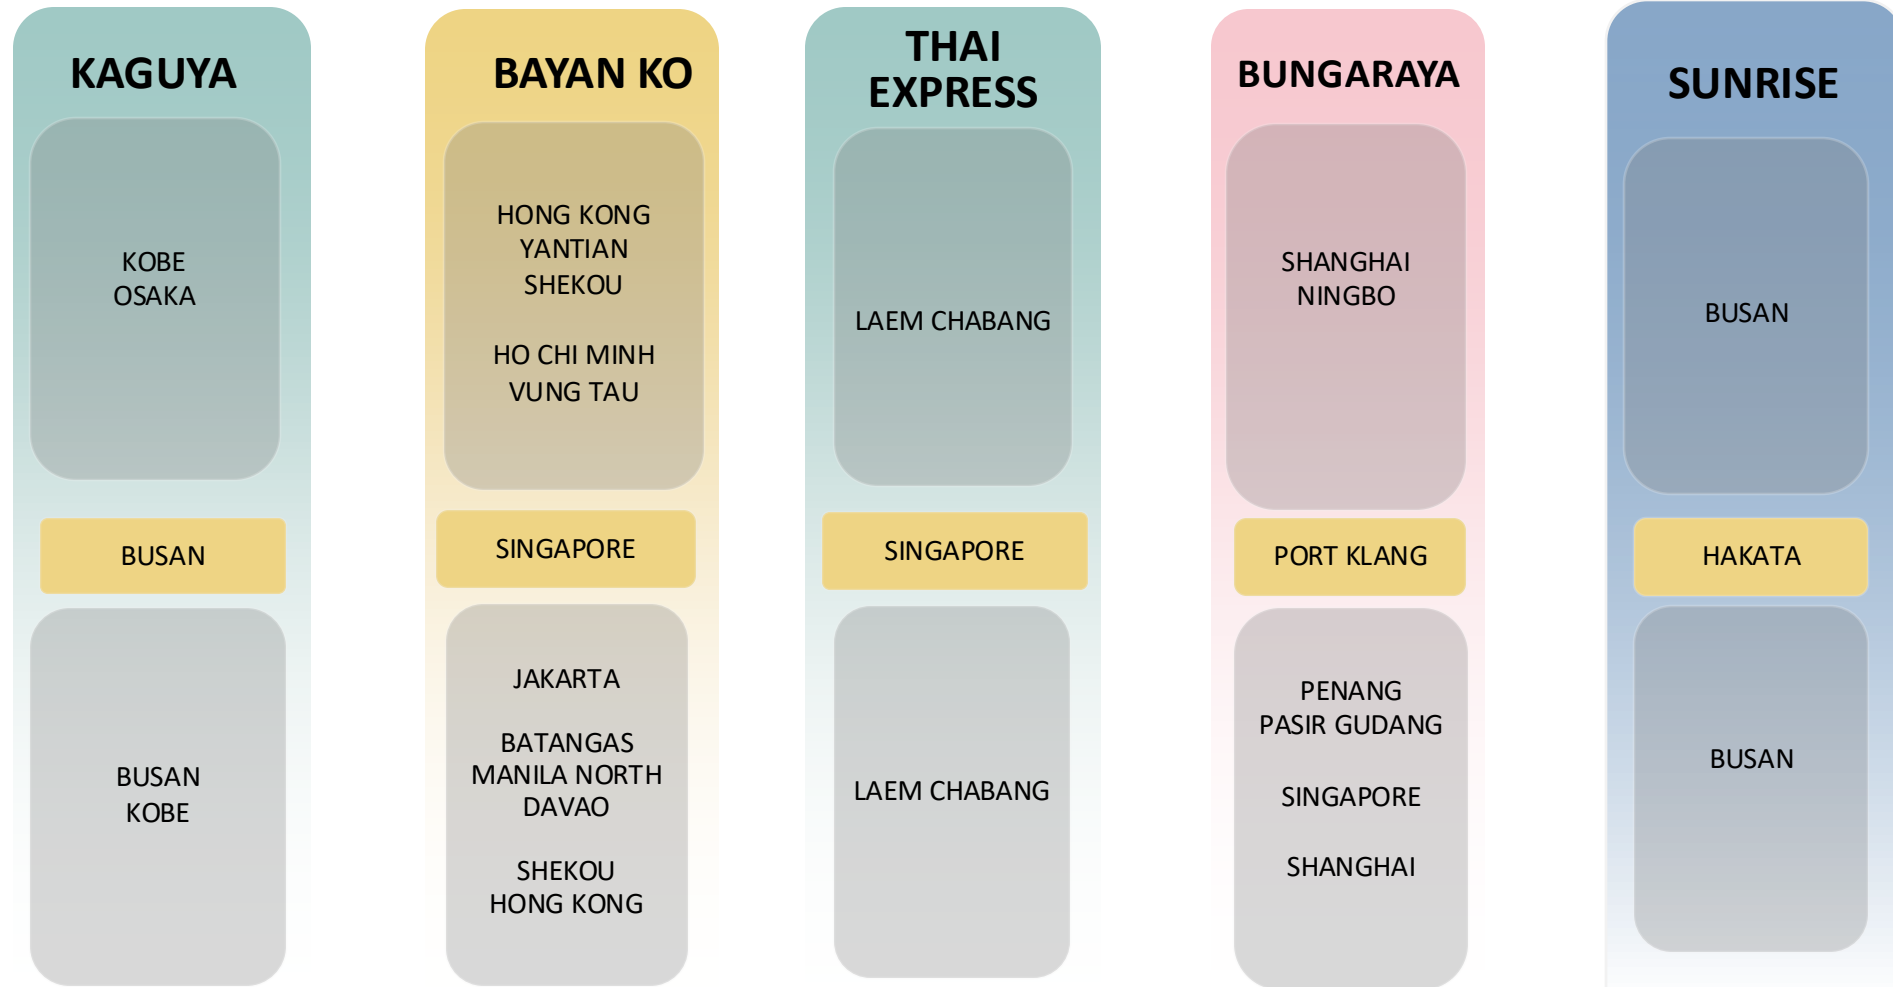 KAGUYA
KOBE
OSAKA
BUSAN
BUSAN
KOBE
BAYAN KO
HONG KONG
YANTIAN
SHEKOU
HO CHI MINH
VUNG TAU
SINGAPORE
JAKARTA
BATANGAS
MANILA NORTH
DAVAO
SHEKOU
HONG KONG
THAI
EXPRESS
LAEM CHABANG
SINGAPORE
LAEM CHABANG
BUNGARAYA
SHANGHAI
NINGBO
PORT KLANG
PENANG
PASIR GUDANG
SINGAPORE
SHANGHAI
SUNRISE
BUSAN
HAKATA
BUSAN